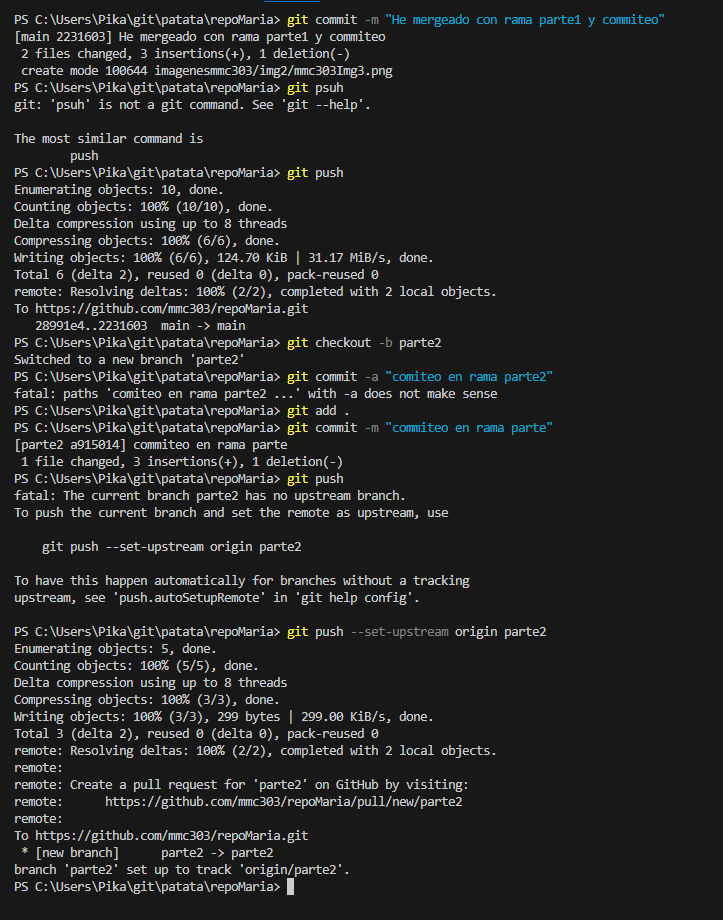 PS C:\Users\Pika\git\patata\repoMaria> git commit -m "He mergeado con rama parte1 y commiteo"
[main 2231603] He mergeado con rama parte1 y commiteo
 2 files changed, 3 insertions(+), 1 deletion(-)
 create mode 100644 imagenesmmc303/img2/mmc303Img3.png
PS C:\Users\Pika\git\patata\repoMaria> git psuh
git: 'psuh' is not a git command. See 'git --help'.

The most similar command is
        push
PS C:\Users\Pika\git\patata\repoMaria> git push
Enumerating objects: 10, done.
Counting objects: 100% (10/10), done.
Delta compression using up to 8 threads
Compressing objects: 100% (6/6), done.
Writing objects: 100% (6/6), 124.70 KiB | 31.17 MiB/s, done.
Total 6 (delta 2), reused 0 (delta 0), pack-reused 0
remote: Resolving deltas: 100% (2/2), completed with 2 local objects.
To https://github.com/mmc303/repoMaria.git
   28991e4..2231603  main -> main
PS C:\Users\Pika\git\patata\repoMaria> git checkout -b parte2
Switched to a new branch 'parte2'
PS C:\Users\Pika\git\patata\repoMaria> git commit -a "comiteo en rama parte2"
fatal: paths 'comiteo en rama parte2 ...' with -a does not make sense
PS C:\Users\Pika\git\patata\repoMaria> git add .
PS C:\Users\Pika\git\patata\repoMaria> git commit -m "commiteo en rama parte"
[parte2 a915014] commiteo en rama parte
 1 file changed, 3 insertions(+), 1 deletion(-)
PS C:\Users\Pika\git\patata\repoMaria> git push
fatal: The current branch parte2 has no upstream branch.
To push the current branch and set the remote as upstream, use

    git push --set-upstream origin parte2

To have this happen automatically for branches without a tracking
upstream, see 'push.autoSetupRemote' in 'git help config'.

PS C:\Users\Pika\git\patata\repoMaria> git push --set-upstream origin parte2
Enumerating objects: 5, done.
Counting objects: 100% (5/5), done.
Delta compression using up to 8 threads
Compressing objects: 100% (3/3), done.
Writing objects: 100% (3/3), 299 bytes | 299.00 KiB/s, done.
Total 3 (delta 2), reused 0 (delta 0), pack-reused 0
remote: Resolving deltas: 100% (2/2), completed with 2 local objects.
remote:
remote: Create a pull request for 'parte2' on GitHub by visiting:
remote:      https://github.com/mmc303/repoMaria/pull/new/parte2
remote:
To https://github.com/mmc303/repoMaria.git
 * [new branch]      parte2 -> parte2
branch 'parte2' set up to track 'origin/parte2'.
PS C:\Users\Pika\git\patata\repoMaria>